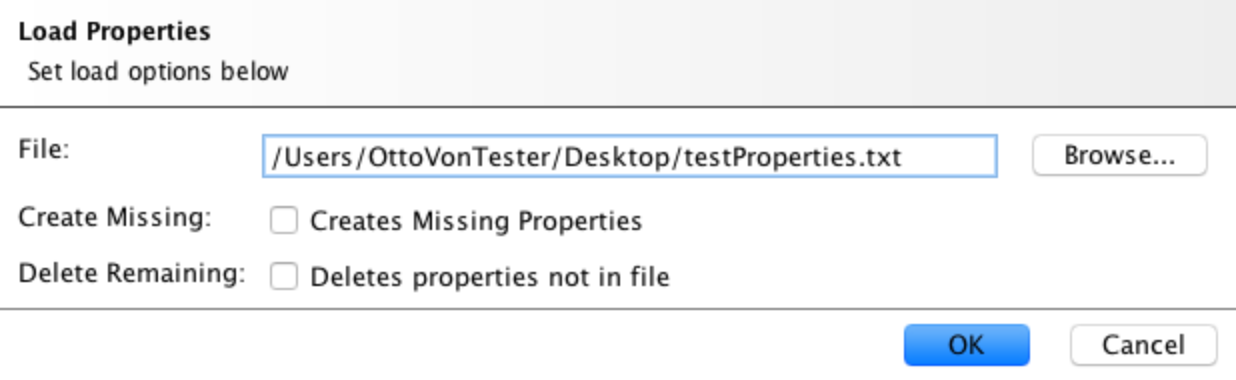 Load Properties
Set load options below
File: /Users/OttoVonTester/Desktop/testProperties.txt Browse...
Create Missing: Creates Missing Properties
Delete Remaining: Deletes properties not in file
OK Cancel